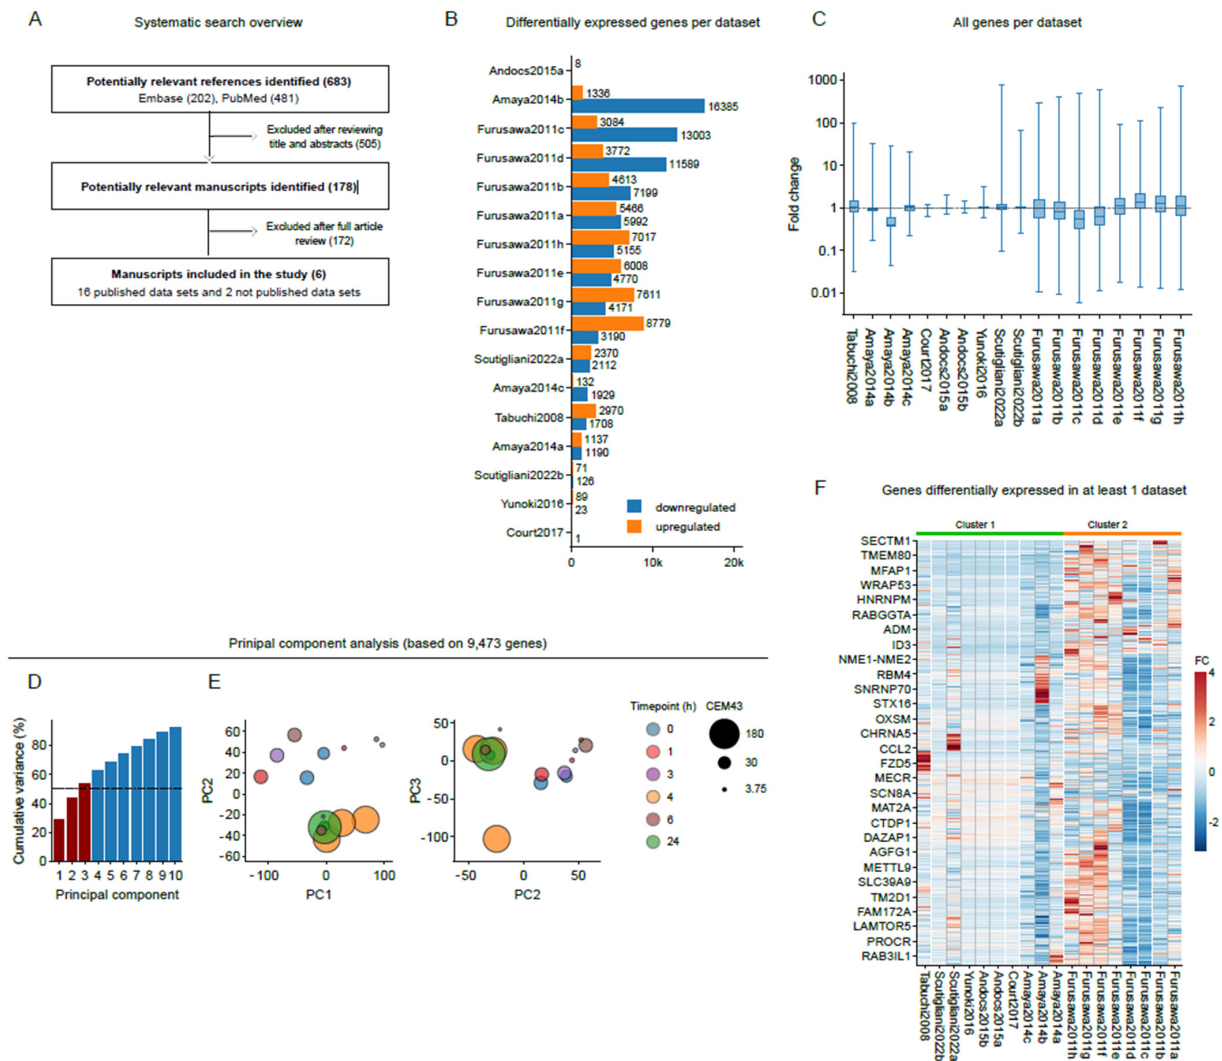 A
Systematic search overview
Potentially relevant references identified (683)
Embase (202), PubMed (481)
Excluded after reviewing
title and abstracts (505)
Potentially relevant manuscripts identified (178)
Excluded after full article
review (172)
Manuscripts included in the study (6)
16 published data sets and 2 not published data sets
B
Differentially expressed genes per dataset
Andocs2015a
8
Amaya2014b
1336
16385
Furusawa2011c
3084
13003
Furusawa2011d
3772
11589
Furusawa2011b
4613
7199
Furusawa2011a
5466
5992
Furusawa2011h
7017
5155
Furusawa2011e
6008
4770
Furusawa2011g
7611
4171
Furusawa2011f
8779
3190
Scutigliani2022a
2370
2112
Amaya2014c
132
1929
Tabuchi2008
2970
1708
Amaya2014a
1137
1190
Scutigliani2022b
71
126
Yunoki2016
89
23
Court2017
1
downregulated
upregulated
0
10k
20k
C
All genes per dataset
Fold change
1000
100
10
1
0.1
0.01
Tabuchi2008
Amaya2014a
Amaya2014b
Amaya2014c
Court2017
Andocs2015a
Andocs2015b
Yunoki2016
Scutigliani2022a
Scutigliani2022b
Furusawa2011a
Furusawa2011b
Furusawa2011c
Furusawa2011d
Furusawa2011e
Furusawa2011f
Furusawa2011g
Furusawa2011h
Prinipal component analysis (based on 9,473 genes)
D
Cumulative variance (%)
80
60
40
20
0
1 2 3 4 5 6 7 8 9 10
Principal component
E
PC2
60
40
20
0
-20
-40
-60
-100
0
100
PC1
PC3
50
0
-50
-100
-50
0
50
PC2
Timepoint (h)
0
1
3
4
6
24
CEM43
180
30
3.75
F
Genes differentially expressed in at least 1 dataset
Cluster 1
Cluster 2
SECTM1
TMEM80
MFAP1
WRAP53
HNRNPM
RABGGTA
ADM
ID3
NME1-NME2
RBM4
SNRNP70
STX16
OXSM
CHRNA5
CCL2
FZD5
MECR
SCN8A
MAT2A
CTDP1
DAZAP1
AGFG1
METTL9
SLC39A9
TM2D1
FAM172A
LAMTOR5
PROCR
RAB3IL1
FC
4
2
0
-2
Tabuchi2008
Scutigliani2022b
Scutigliani2022a
Yunoki2016
Andocs2015b
Andocs2015a
Court2017
Amaya2014c
Amaya2014b
Amaya2014a
Furusawa2011h
Furusawa2011g
Furusawa2011f
Furusawa2011e
Furusawa2011d
Furusawa2011c
Furusawa2011b
Furusawa2011a